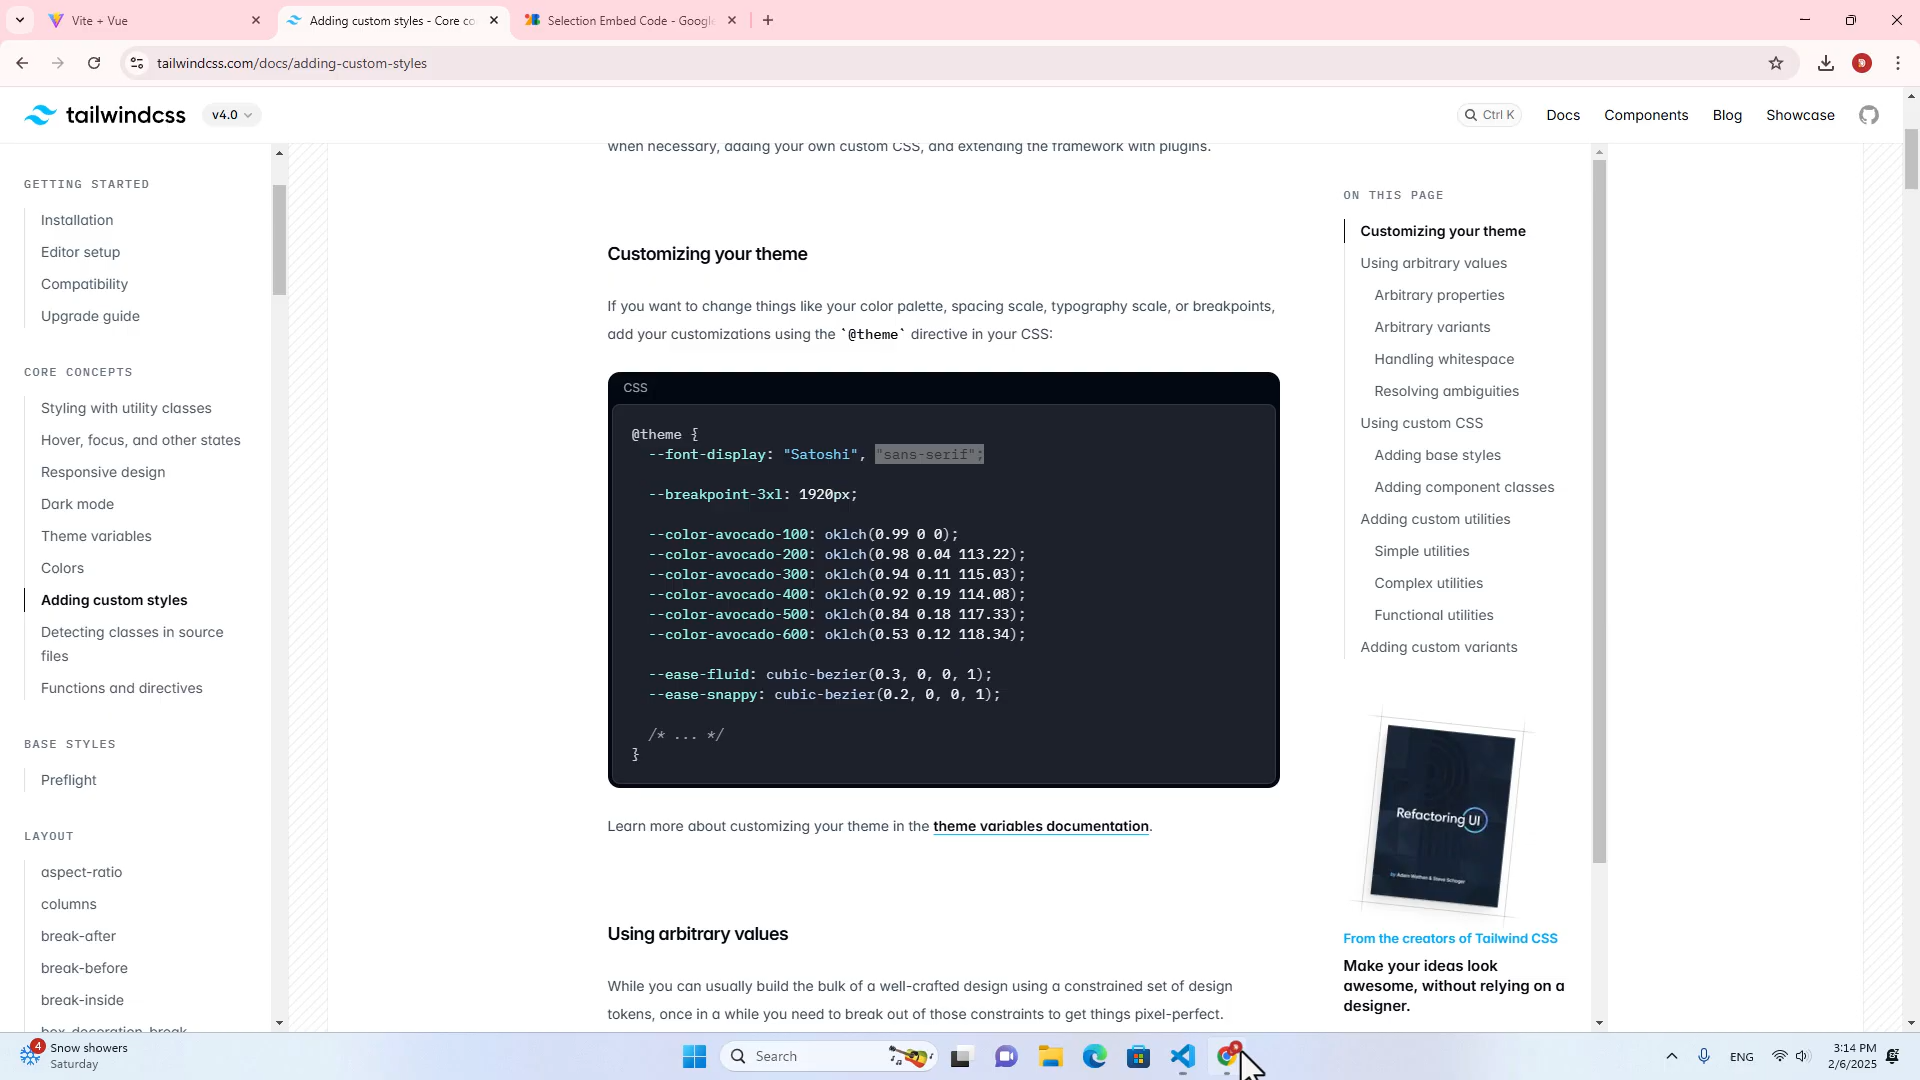 Vite + Vue
Adding custom styles - Core co
Selection Embed Code - Google
tailwindcss.com/docs/adding-custom-styles
tailwindcss
v4.0
Ctrl K
Docs
Components
Blog
Showcase
GETTING STARTED
Installation
Editor setup
Compatibility
Upgrade guide
CORE CONCEPTS
Styling with utility classes
Hover, focus, and other states
Responsive design
Dark mode
Theme variables
Colors
Adding custom styles
Detecting classes in source
files
Functions and directives
BASE STYLES
Preflight
LAYOUT
aspect-ratio
columns
break-after
break-before
break-inside
box-decoration-break
when necessary, adding your own custom CSS, and extending the framework with plugins.
Customizing your theme
If you want to change things like your color palette, spacing scale, typography scale, or breakpoints,
add your customizations using the `@theme` directive in your CSS:
CSS
@theme {
--font-display: "Satoshi", "sans-serif";
--breakpoint-3xl: 1920px;
--color-avocado-100: oklch(0.99 0 0);
--color-avocado-200: oklch(0.98 0.04 113.22);
--color-avocado-300: oklch(0.94 0.11 115.03);
--color-avocado-400: oklch(0.92 0.19 114.08);
--color-avocado-500: oklch(0.84 0.18 117.33);
--color-avocado-600: oklch(0.53 0.12 118.34);
--ease-fluid: cubic-bezier(0.3, 0, 0, 1);
--ease-snappy: cubic-bezier(0.2, 0, 0, 1);
/* ... */
}
Learn more about customizing your theme in the theme variables documentation.
Using arbitrary values
While you can usually build the bulk of a well-crafted design using a constrained set of design
tokens, once in a while you need to break out of those constraints to get things pixel-perfect.
ON THIS PAGE
Customizing your theme
Using arbitrary values
Arbitrary properties
Arbitrary variants
Handling whitespace
Resolving ambiguities
Using custom CSS
Adding base styles
Adding component classes
Adding custom utilities
Simple utilities
Complex utilities
Functional utilities
Adding custom variants
Refactoring UI
by Adam Wathan & Steve Schoger
From the creators of Tailwind CSS
Make your ideas look
awesome, without relying on a
designer.
4
Snow showers
Saturday
Search
ENG
3:14 PM
2/6/2025